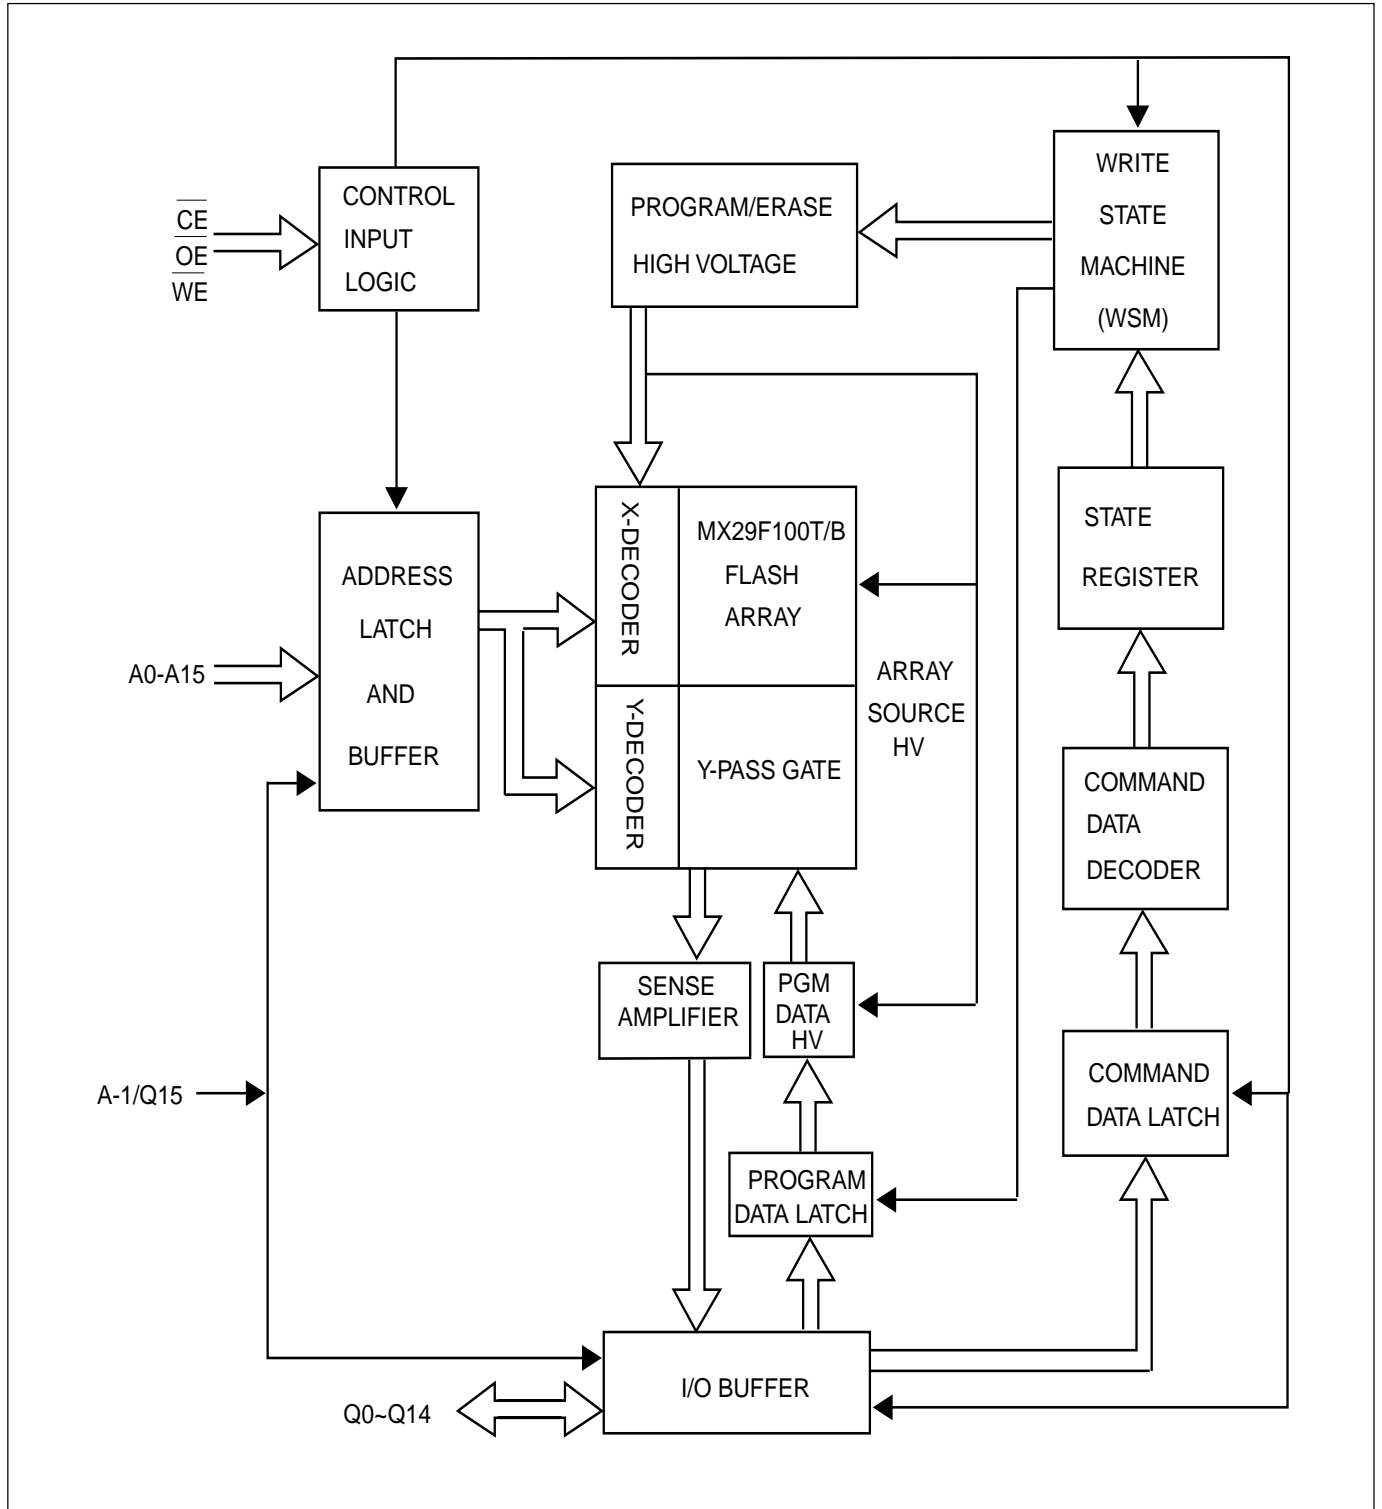 CE
OE
WE
CONTROL
INPUT
LOGIC
PROGRAM/ERASE
HIGH VOLTAGE
WRITE
STATE
MACHINE
(WSM)
STATE
REGISTER
ADDRESS
LATCH
AND
BUFFER
A0-A15
X-DECODER
MX29F100T/B
FLASH
ARRAY
Y-DECODER
Y-PASS GATE
ARRAY
SOURCE
HV
COMMAND
DATA
DECODER
SENSE
AMPLIFIER
PGM
DATA
HV
COMMAND
DATA LATCH
A-1/Q15
PROGRAM
DATA LATCH
I/O BUFFER
Q0~Q14